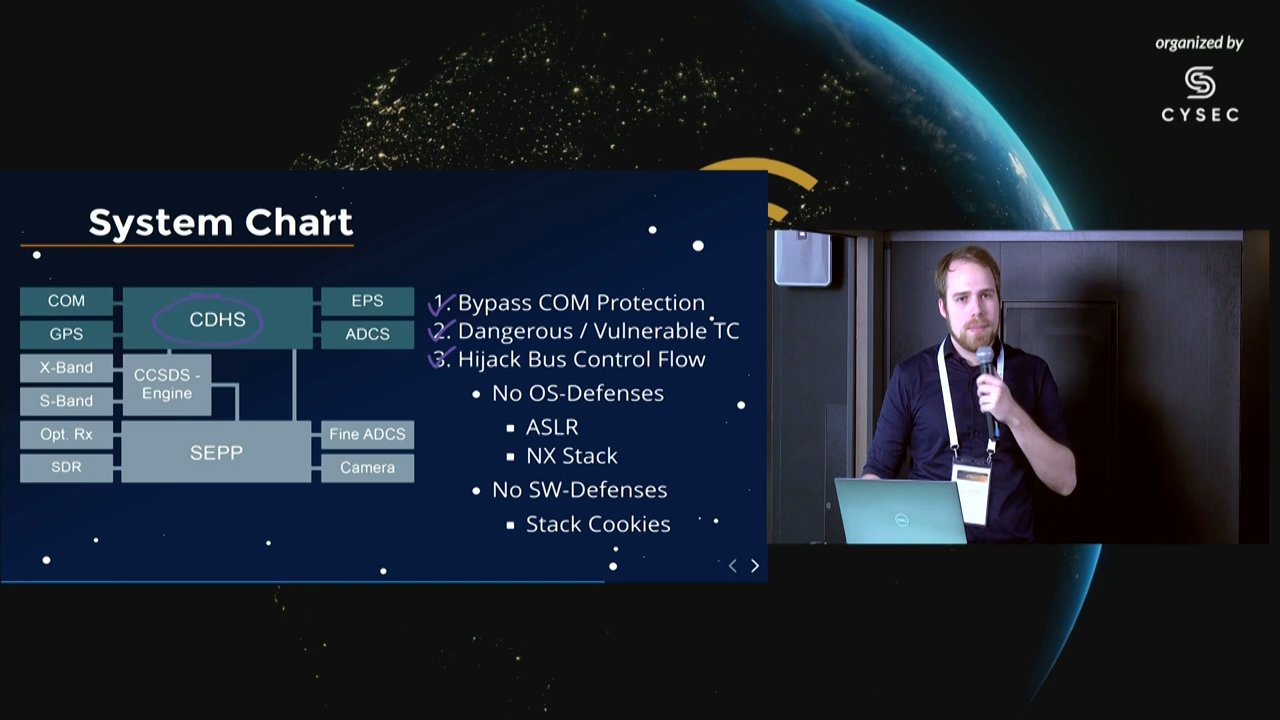 organized by
CYSEC
System Chart
COM
CDHS
EPS
GPS
ADCS
X-Band
CCSDS -
Engine
S-Band
Opt. Rx
SEPP
Fine ADCS
SDR
Camera
1. Bypass COM Protection
2. Dangerous / Vulnerable TC
3. Hijack Bus Control Flow
• No OS-Defenses
▪ ASLR
▪ NX Stack
• No SW-Defenses
▪ Stack Cookies
DELL